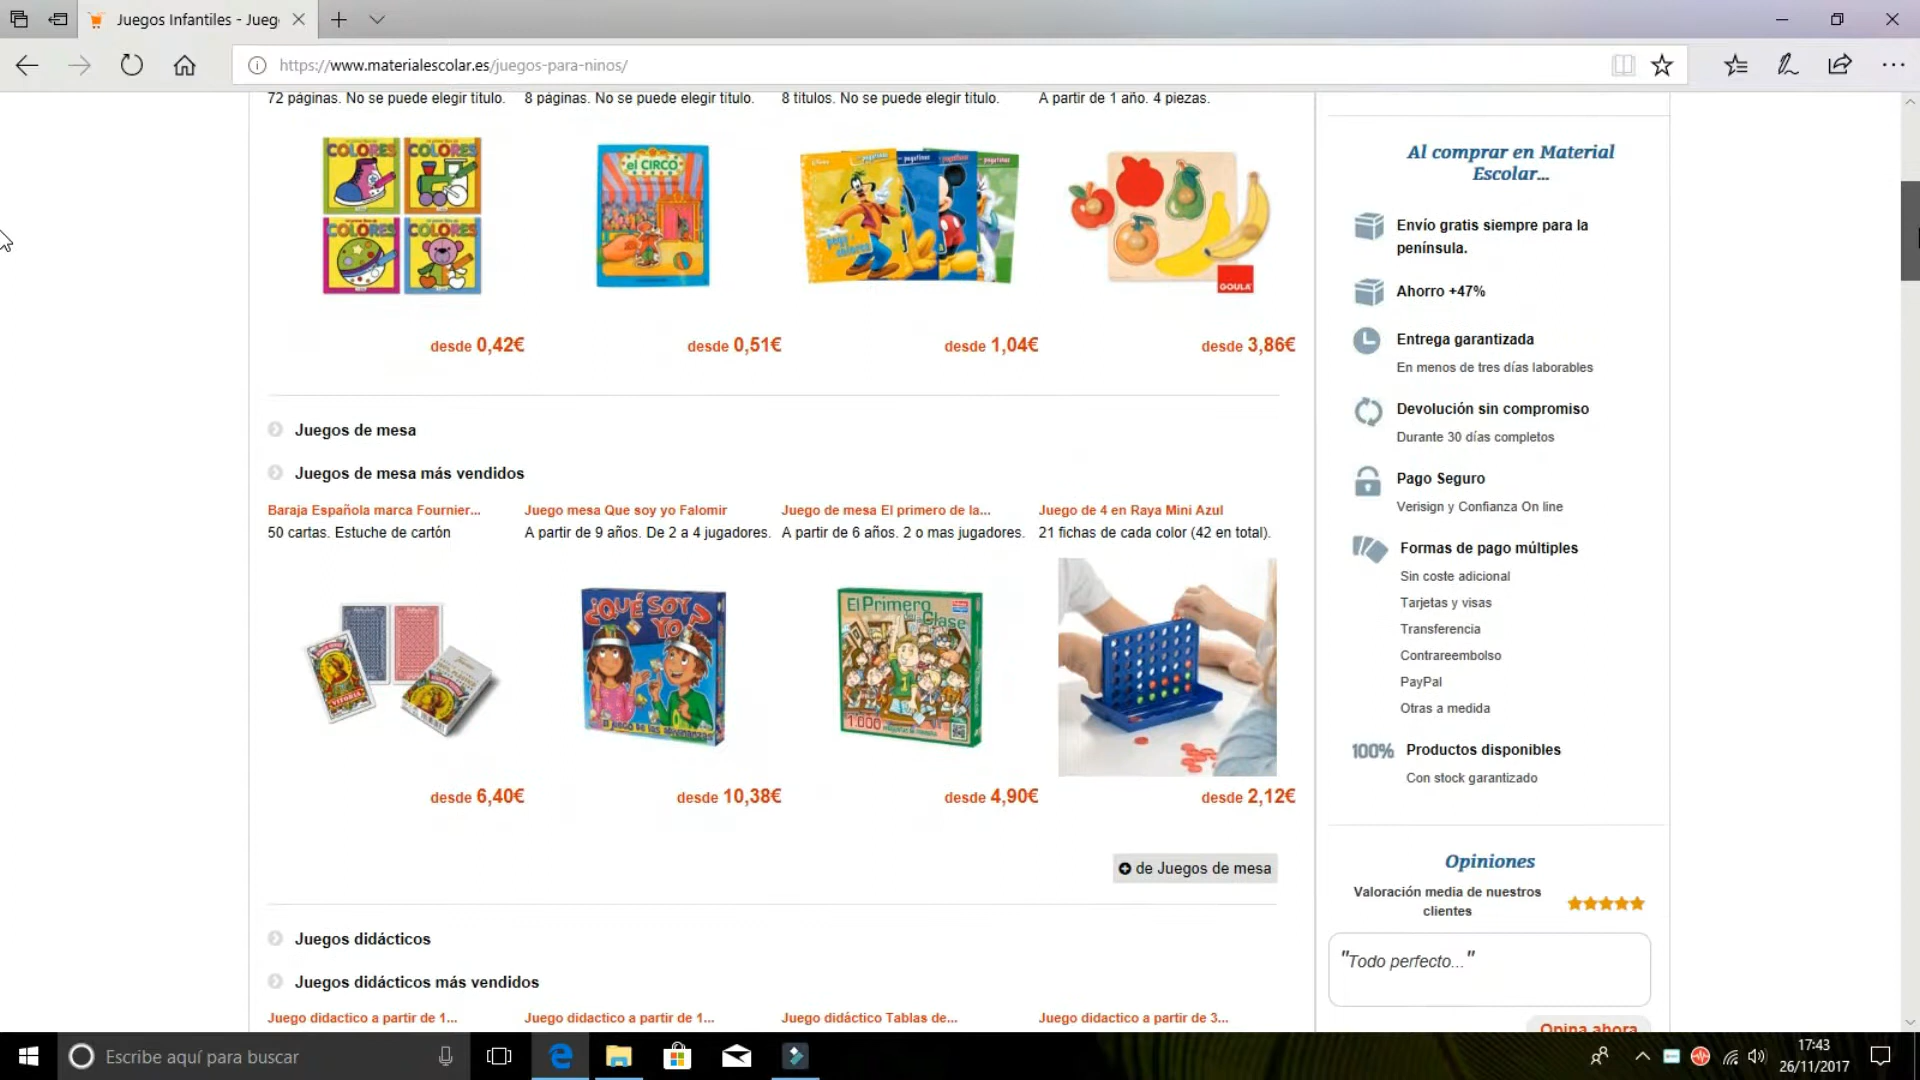 Juegos Infantiles - Jueg
https://www.materialescolar.es/juegos-para-ninos/
72 páginas. No se puede elegir título.
8 páginas. No se puede elegir título.
8 títulos. No se puede elegir título.
A partir de 1 año. 4 piezas.
COLORES
COLORES
COLORES
COLORES
el CIRCO
GOULA
desde 0,42€
desde 0,51€
desde 1,04€
desde 3,86€
Juegos de mesa
Juegos de mesa más vendidos
Baraja Española marca Fournier...
50 cartas. Estuche de cartón
Juego mesa Que soy yo Falomir
A partir de 9 años. De 2 a 4 jugadores.
Juego de mesa El primero de la...
A partir de 6 años. 2 o mas jugadores.
Juego de 4 en Raya Mini Azul
21 fichas de cada color (42 en total).
¿QUÉ SOY
YO?
El Primero
Clase
1.000
desde 6,40€
desde 10,38€
desde 4,90€
desde 2,12€
de Juegos de mesa
Juegos didácticos
Juegos didácticos más vendidos
Juego didactico a partir de 1...
Juego didactico a partir de 1...
Juego didáctico Tablas de...
Juego didactico a partir de 3...
Al comprar en Material
Escolar...
Envío gratis siempre para la
península.
Ahorro +47%
Entrega garantizada
En menos de tres días laborables
Devolución sin compromiso
Durante 30 días completos
Pago Seguro
Verisign y Confianza On line
Formas de pago múltiples
Sin coste adicional
Tarjetas y visas
Transferencia
Contrareembolso
PayPal
Otras a medida
100% Productos disponibles
Con stock garantizado
Opiniones
Valoración media de nuestros
clientes
"Todo perfecto..."
Opina ahora
Escribe aquí para buscar
17:43
26/11/2017